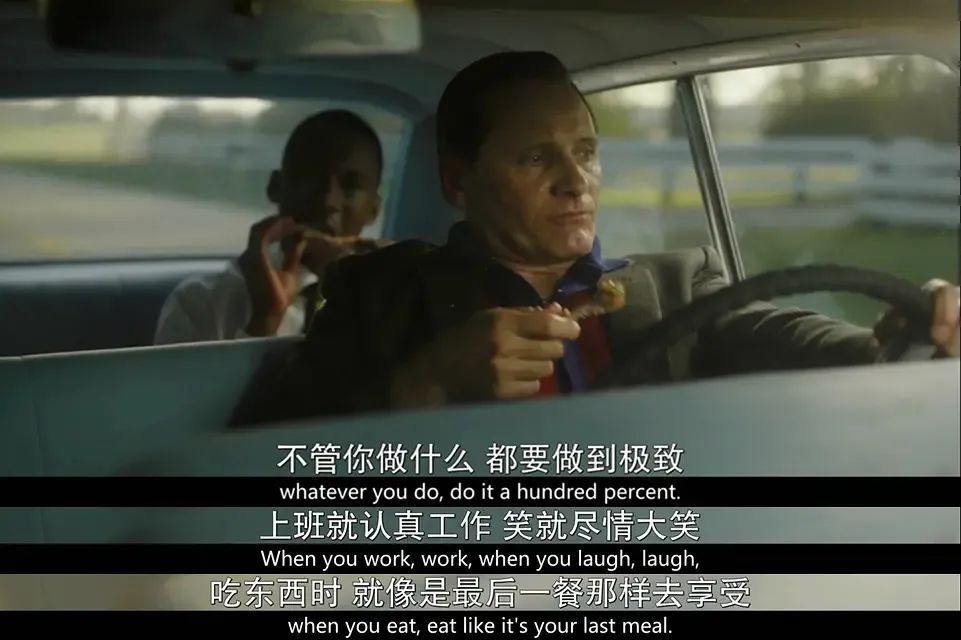 不管你做什么 都要做到极致
whatever you do, do it a hundred percent.
上班就认真工作 笑就尽情大笑
When you work, work, when you laugh, laugh,
吃东西时 就像是最后一餐那样去享受
when you eat, eat like it's your last meal.